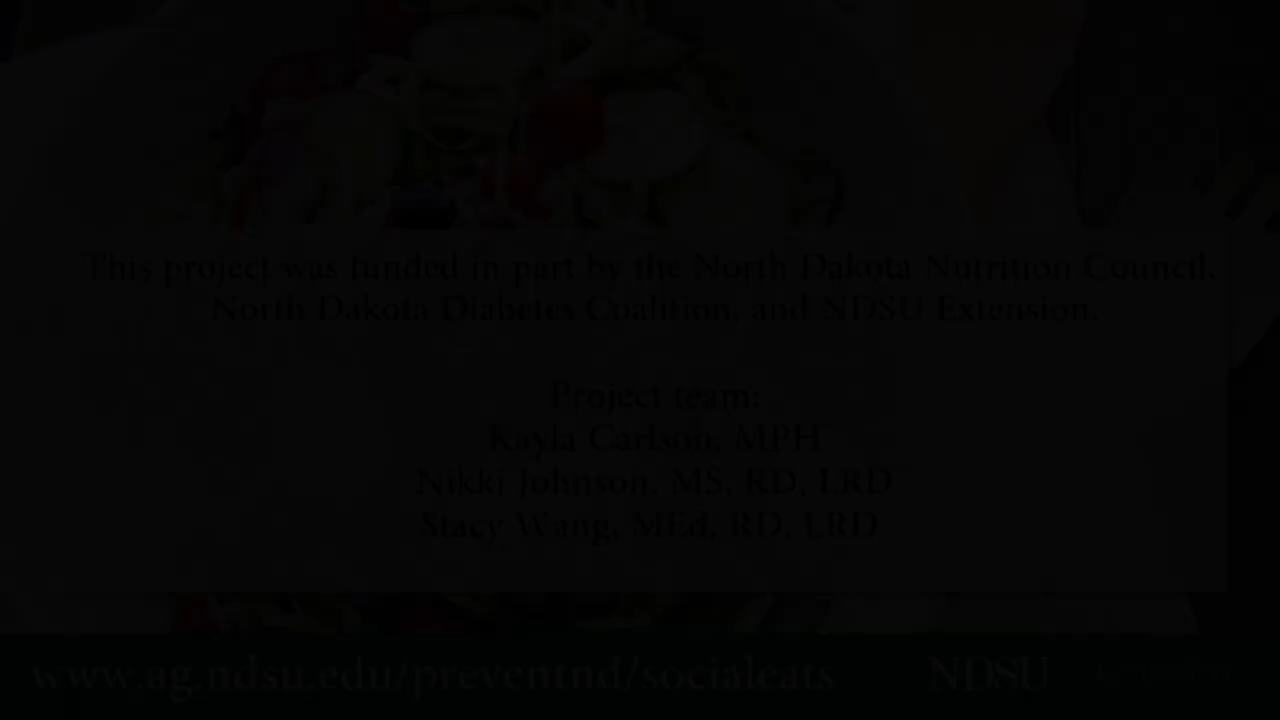 This project was funded in part by the North Dakota Nutrition Council,
North Dakota Diabetes Coalition, and NDSU Extension.
Project team:
Kayla Carlson, MPH
Nikki Johnson, MS, RD, LRD
Stacy Wang, MEd, RD, LRD
www.ag.ndsu.edu/preventnd/socialeats
NDSU